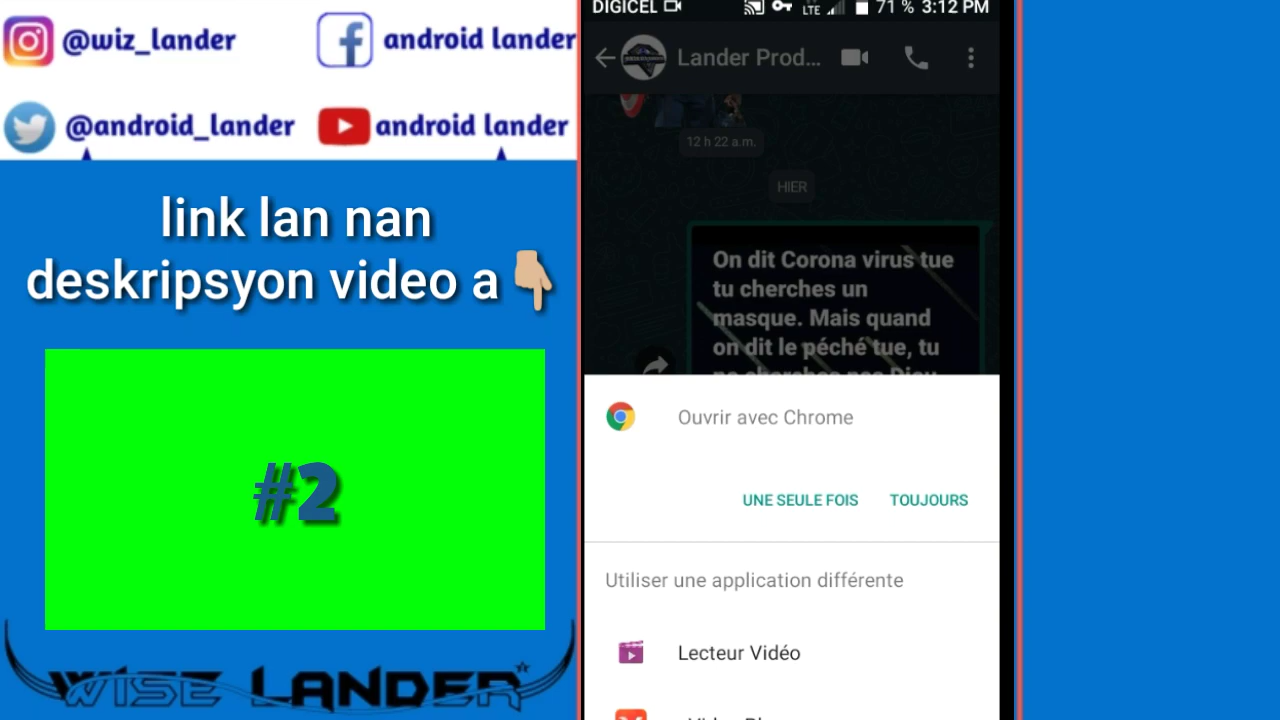 @wiz_lander
android lander
@android_lander
android lander
link lan nan
deskripsyon video a👇🏼
#2
WISE LANDER
DIGICEL LTE 71 % 3:12 PM
Lander Prod...
12 h 22 a.m.
HIER
On dit Corona virus tue
tu cherches un
masque. Mais quand
on dit le péché tue, tu
Ouvrir avec Chrome
UNE SEULE FOIS TOUJOURS
Utiliser une application différente
Lecteur Vidéo